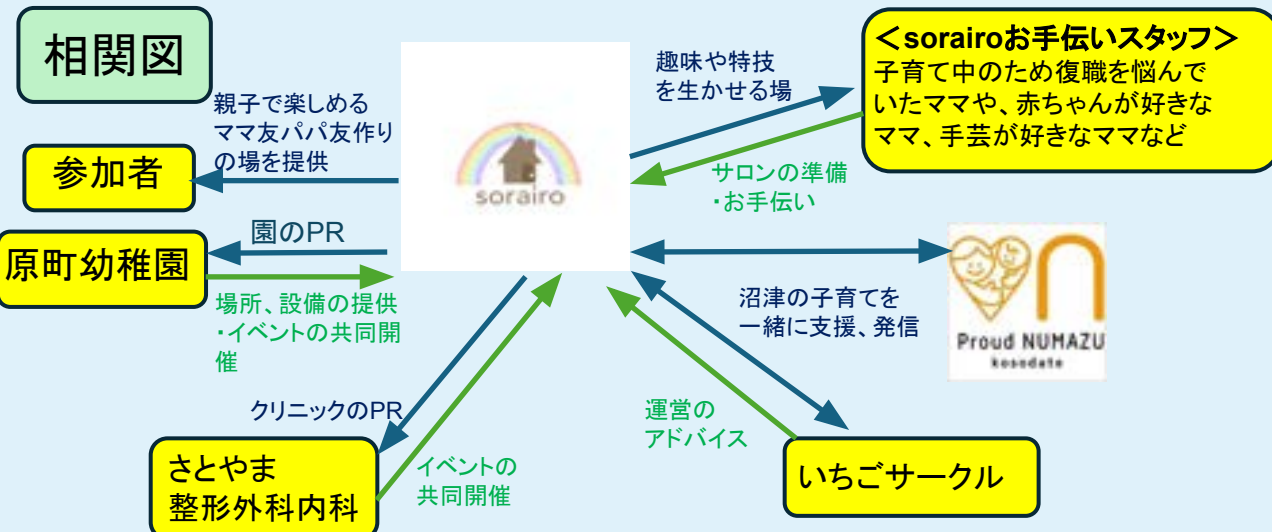 相関図
親子で楽しめる
ママ友パパ友作り
の場を提供
参加者
園のPR
原町幼稚園
場所、設備の提供
・イベントの共同開
催
クリニックのPR
さとやま
整形外科内科
イベントの
共同開催
sorairo
趣味や特技
を生かせる場
<sorairoお手伝いスタッフ>
子育て中のため復職を悩んで
いたママや、赤ちゃんが好きな
ママ、手芸が好きなママなど
サロンの準備
・お手伝い
沼津の子育てを
一緒に支援、発信
Proud NUMAZU
kosodate
運営の
アドバイス
いちごサークル